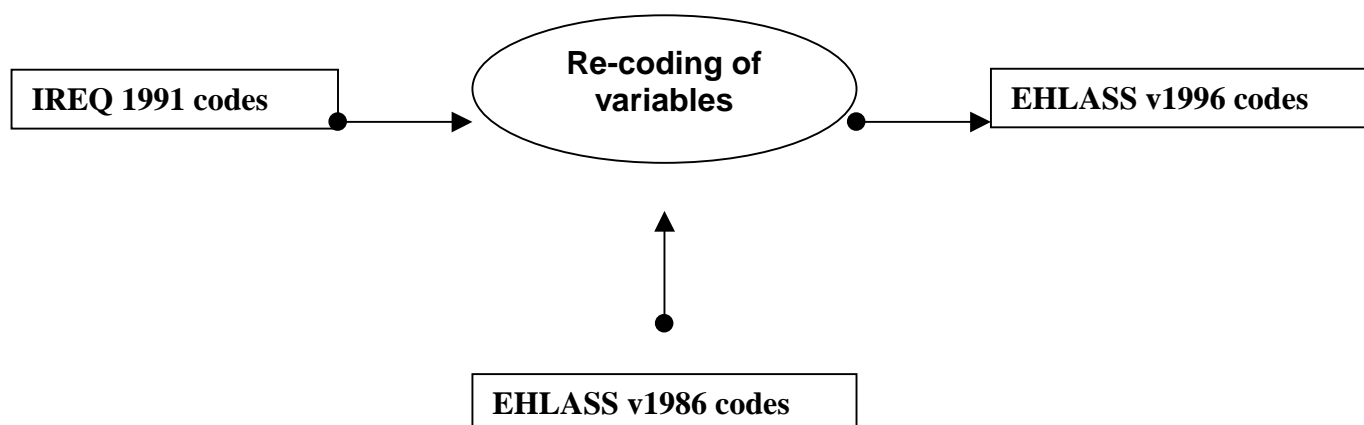 Re-coding of
variables
IREQ 1991 codes
EHLASS v1996 codes
EHLASS v1986 codes